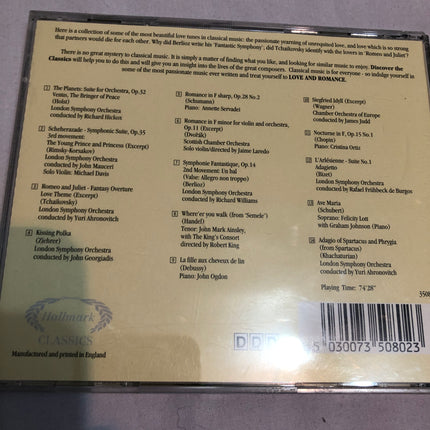 Here is a collection of some of the most beautiful love tunes in classical music: the passionate yearning of unrequited love, and love which is so strong
that partners would die for each other. Why did Berlioz write his 'Fantastic Symphony', did Tchaikovsky identify with the lovers in 'Romeo and Juliet'?
There is no great mystery to classical music. It is simply a matter of finding what you like, and looking for similar music to enjoy. Discover the
Classics will help you to do this and will give you an insight into the lives of the great composers. Classical music is for everyone - so indulge yourself in
some of the most passionate music ever written and treat yourself to LOVE AND ROMANCE.
1 The Planets: Suite for Orchestra, Op.32
Venus, The Bringer of Peace
(Holst)
London Symphony Orchestra
conducted by Richard Hickox
2 Scheherazade - Symphonic Suite, Op.35
3rd movement:
The Young Prince and Princess (Excerpt)
(Rimsky-Korsakov)
London Symphony Orchestra
conducted by John Mauceri
Solo Violin: Michael Davis
3 Romeo and Juliet - Fantasy Overture
Love Theme (Excerpt)
(Tchaikovsky)
London Symphony Orchestra
conducted by Yuri Ahronovitch
4 Kissing Polka
(Ziehrer)
London Symphony Orchestra
conducted by John Georgiadis
5 Romance in F sharp, Op.28 No.2
(Schumann)
Piano: Annette Servadei
6 Romance in F minor for violin and orchestra,
Op.11 (Excerpt)
(Dvořák)
Scottish Chamber Orchestra
Solo violin/directed by Jaime Laredo
7 Symphonie Fantastique, Op.14
2nd Movement: Un bal
(Valse: Allegro non troppo)
(Berlioz)
London Symphony Orchestra
conducted by Richard Williams
8 Where'er you walk (from 'Semele')
(Handel)
Tenor: John Mark Ainsley,
with The King's Consort
directed by Robert King
9 La fille aux cheveux de lin
(Debussy)
Piano: John Ogdon
10 Siegfried Idyll (Excerpt)
(Wagner)
Chamber Orchestra of Europe
conducted by James Judd
11 Nocturne in F, Op.15 No.1
(Chopin)
Piano: Cristina Ortiz
12 L'Arlésienne - Suite No.1
Adagietto
(Bizet)
London Symphony Orchestra
conducted by Rafael Frühbeck de Burgos
13 Ave Maria
(Schubert)
Soprano: Felicity Lott
with Graham Johnson (Piano)
14 Adagio of Spartacus and Phrygia
(from Spartacus)
(Khachaturian)
London Symphony Orchestra
conducted by Yuri Ahronovitch
Playing Time: 74'28"
Hallmark
CLASSICS
Manufactured and printed in England
DDD
5 030073 508023